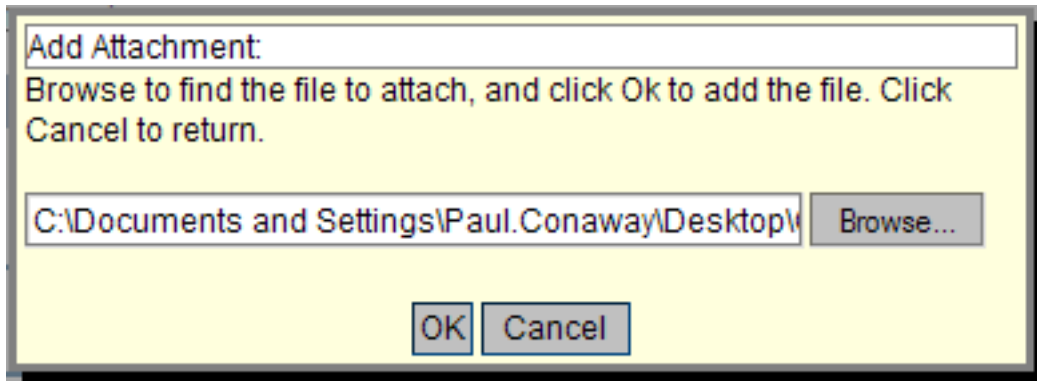 Add Attachment:
Browse to find the file to attach, and click Ok to add the file. Click
Cancel to return.
C:\Documents and Settings\Paul.Conaway\Desktop\
Browse...
OK
Cancel